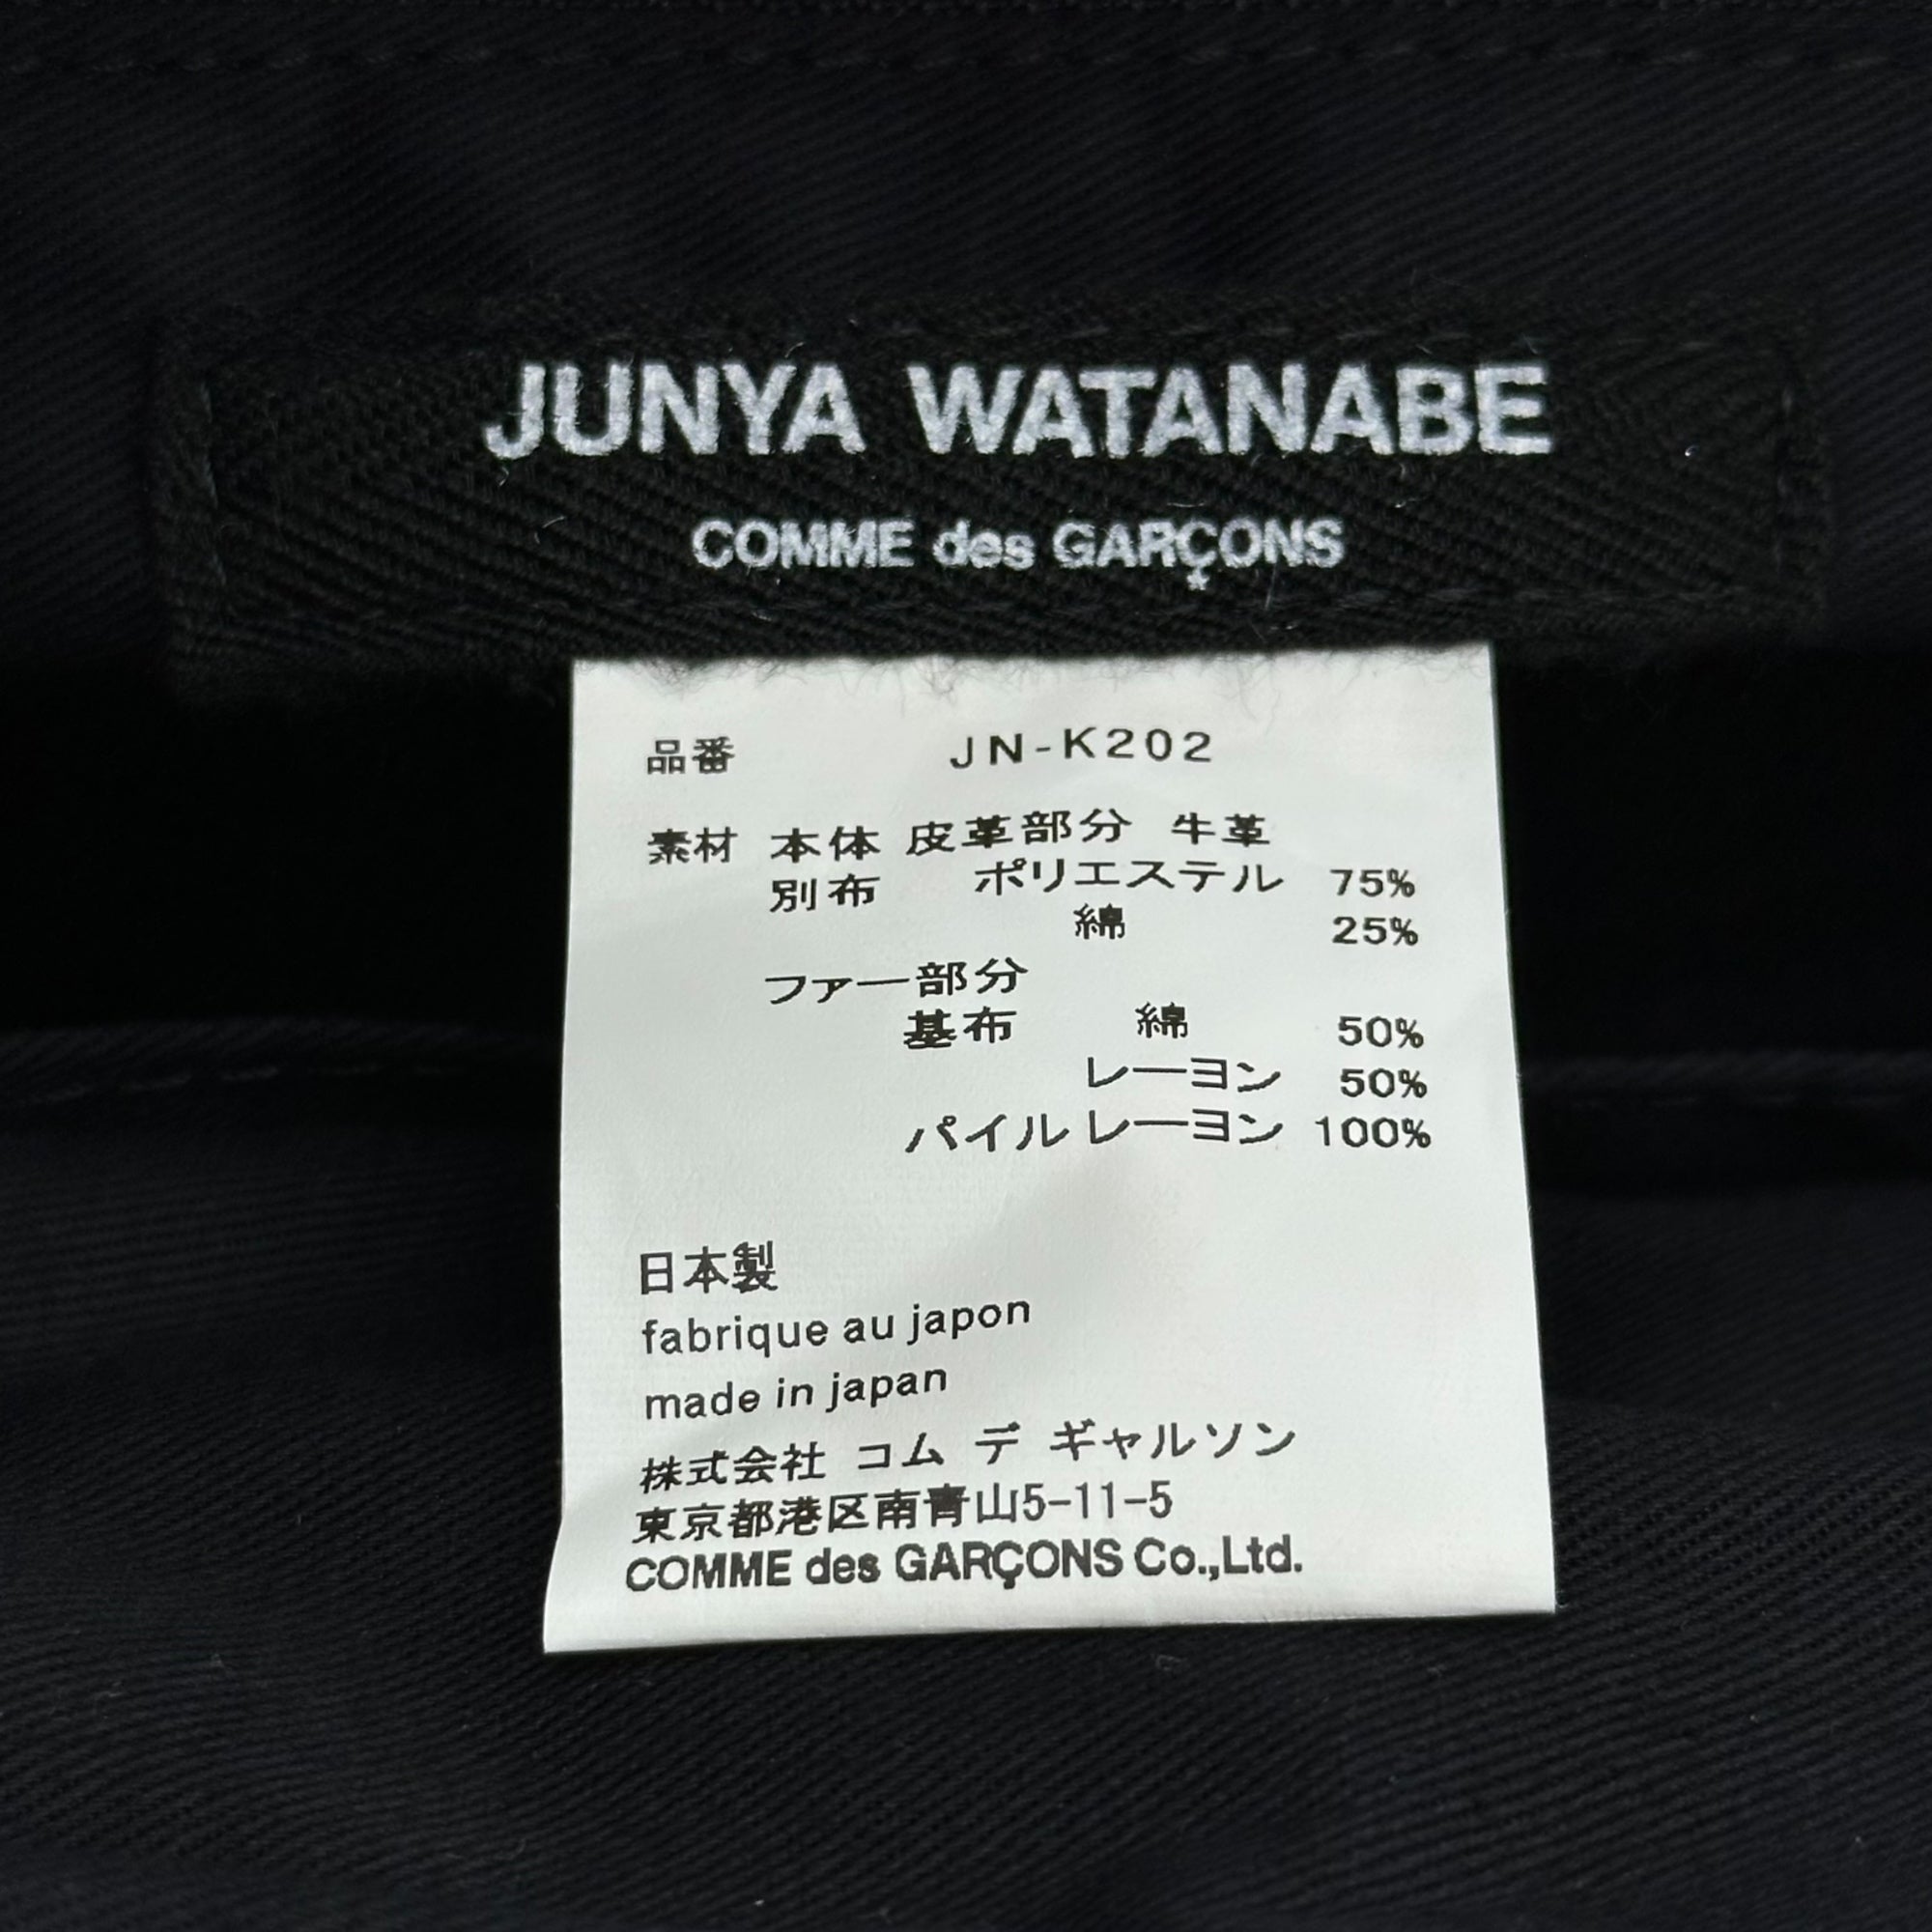 JUNYA WATANABE
COMME des GARÇONS
品番 JN-K202
素材 本体 皮革部分 牛革
別布 ポリエステル 75%
綿 25%
ファー部分
基布 綿 50%
レーヨン 50%
パイル レーヨン 100%
日本製
fabrique au japon
made in japan
株式会社 コム デ ギャルソン
東京都港区南青山5-11-5
COMME des GARÇONS Co.,Ltd.